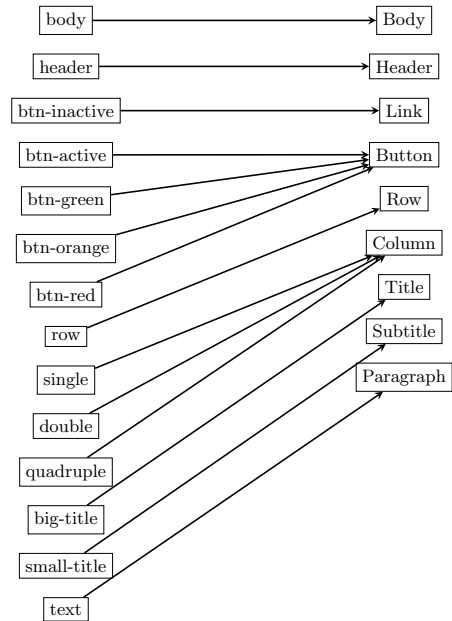 body
Body
header
Header
btn-inactive
Link
btn-active
Button
btn-green
Row
btn-orange
Column
btn-red
Title
row
Subtitle
single
Paragraph
double
quadruple
big-title
small-title
text